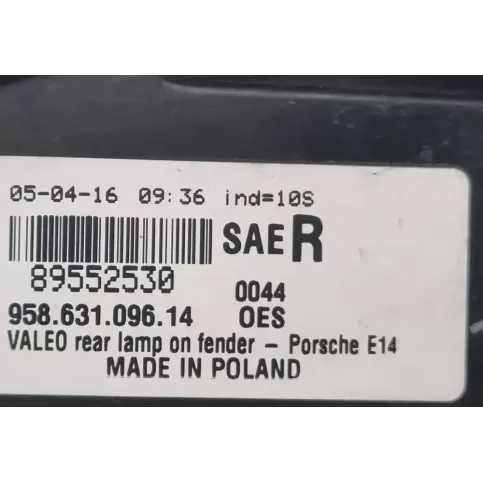 05-04-16 09:36 ind=10S
SAE R
89552530
0044
958.631.096.14 OES
VALEO rear lamp on fender - Porsche E14
MADE IN POLAND